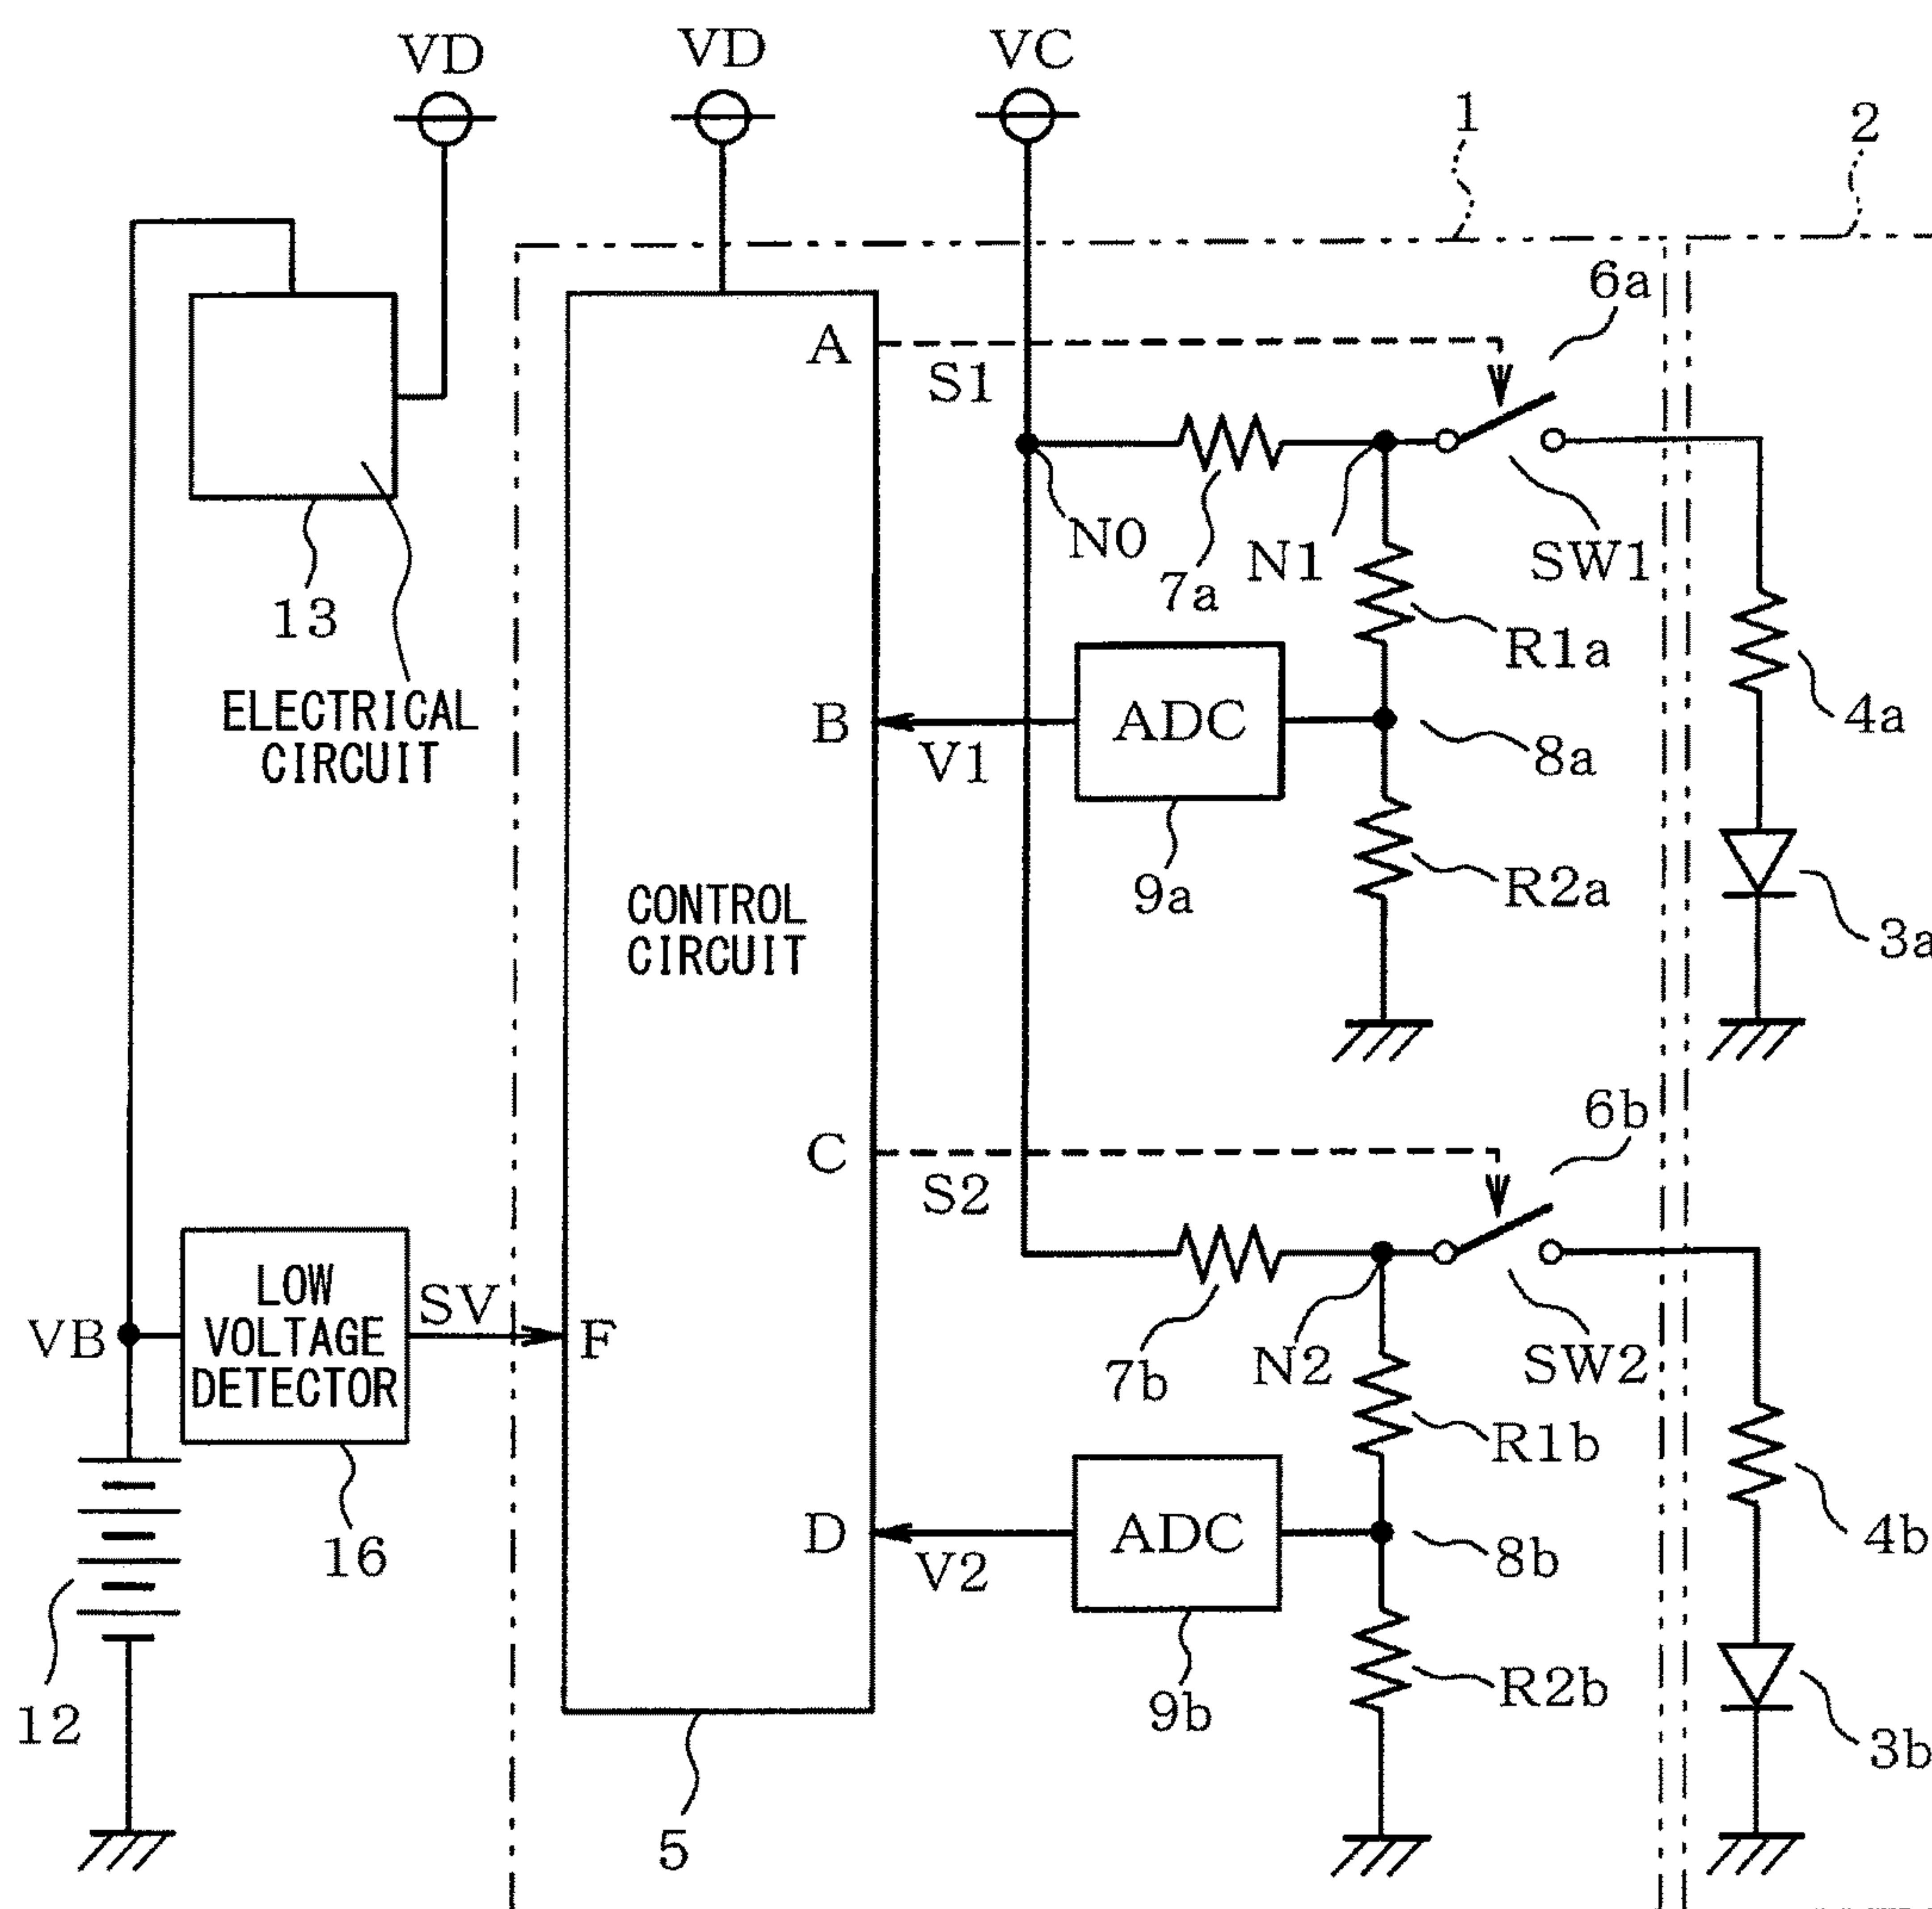 VD
VD
VC
1
2
6a
A
S1
N0
7a
N1
SW1
13
R1a
ELECTRICAL
CIRCUIT
B
V1
ADC
8a
4a
9a
R2a
3a
CONTROL
CIRCUIT
6b
C
S2
LOW
VOLTAGE
DETECTOR
VB
SV
F
7b
N2
SW2
R1b
D
V2
ADC
8b
4b
16
12
9b
R2b
3b
5